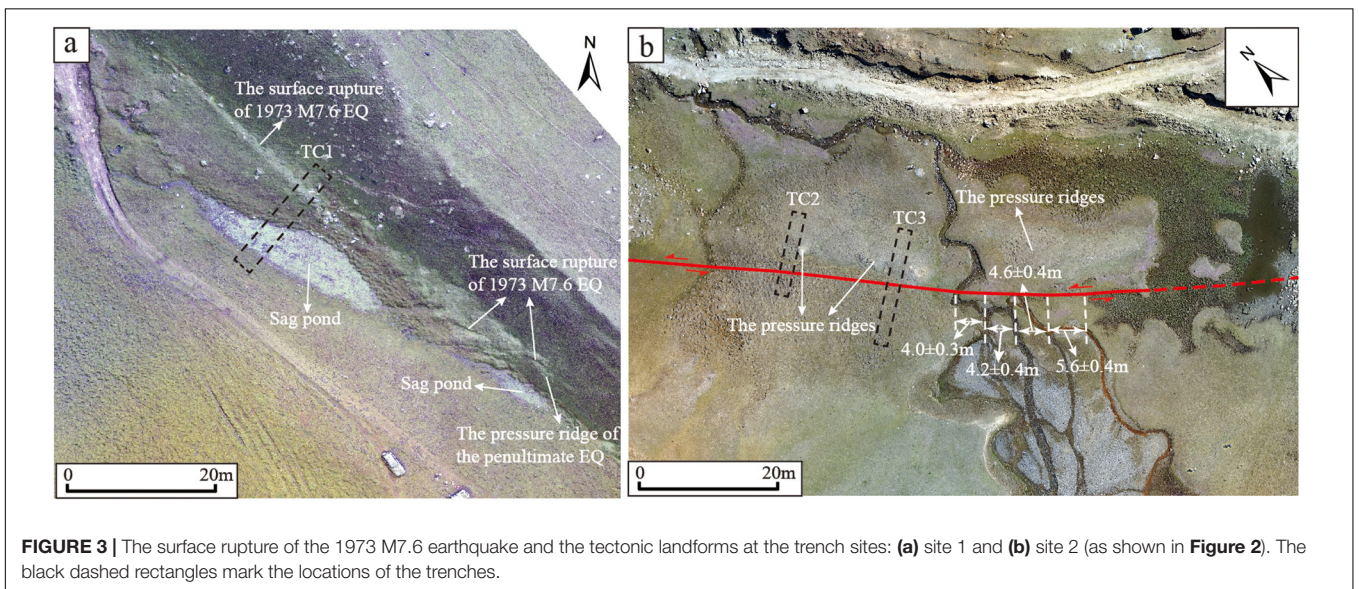 a
N
The surface rupture
of 1973 M7.6 EQ
TC1
The surface rupture
of 1973 M7.6 EQ
Sag pond
Sag pond
The pressure ridge of
the penultimate EQ
0 20m
b
N
TC2
TC3
The pressure ridges
4.6±0.4m
The pressure ridges
4.0±0.3m
4.2±0.4m
5.6±0.4m
0 20m
FIGURE 3 | The surface rupture of the 1973 M7.6 earthquake and the tectonic landforms at the trench sites: (a) site 1 and (b) site 2 (as shown in Figure 2). The
black dashed rectangles mark the locations of the trenches.